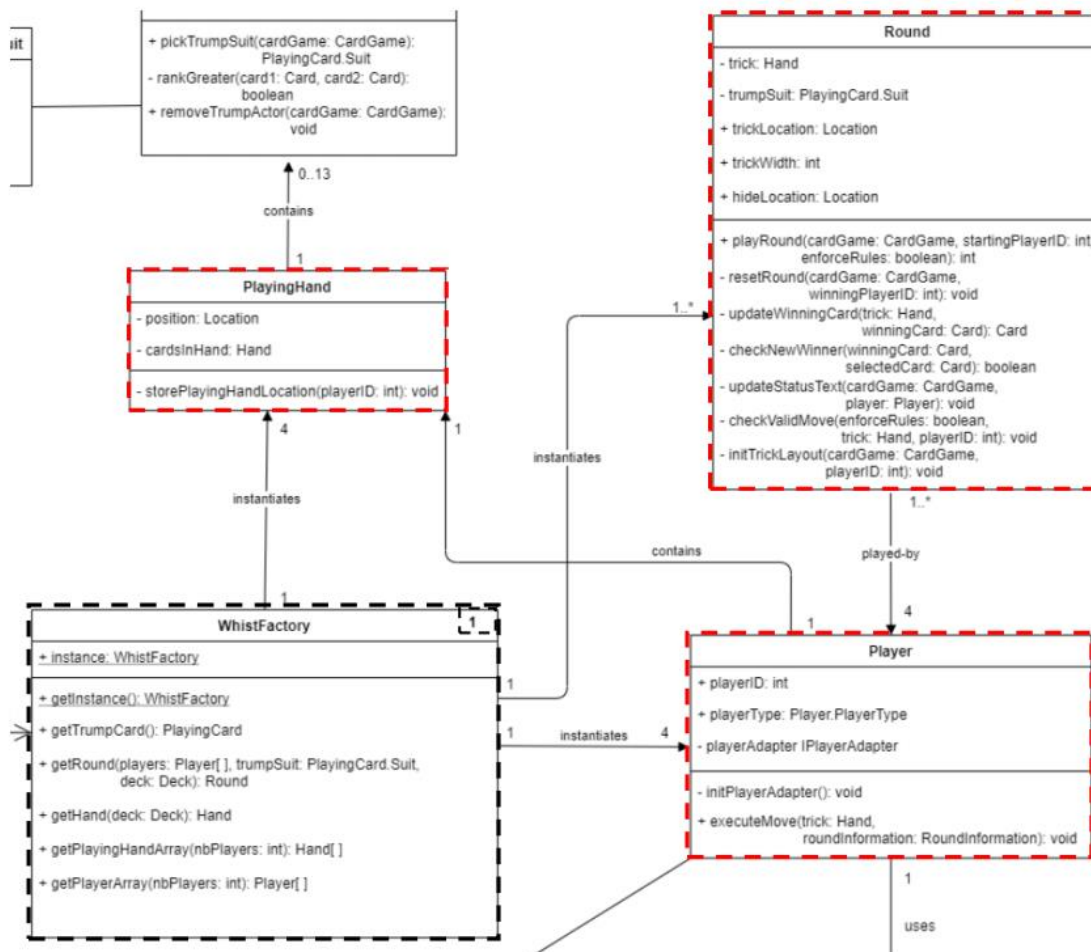 uit
+ pickTrumpSuit(cardGame: CardGame):
PlayingCard.Suit
- rankGreater(card1: Card, card2: Card):
boolean
+ removeTrumpActor(cardGame: CardGame):
void
0..13
contains
1
PlayingHand
- position: Location
- cardsInHand: Hand
- storePlayingHandLocation(playerID: int): void
4
1
instantiates
1
WhistFactory
1
+ instance: WhistFactory
+ getInstance(): WhistFactory
+ getTrumpCard(): PlayingCard
+ getRound(players: Player[ ], trumpSuit: PlayingCard.Suit,
deck: Deck): Round
+ getHand(deck: Deck): Hand
+ getPlayingHandArray(nbPlayers: int): Hand[ ]
+ getPlayerArray(nbPlayers: int): Player[ ]
1
instantiates
1..*
1
instantiates
4
contains
1
Round
- trick: Hand
- trumpSuit: PlayingCard.Suit
+ trickLocation: Location
+ trickWidth: int
+ hideLocation: Location
+ playRound(cardGame: CardGame, startingPlayerID: int
enforceRules: boolean): int
- resetRound(cardGame: CardGame,
winningPlayerID: int): void
- updateWinningCard(trick: Hand,
winningCard: Card): Card
- checkNewWinner(winningCard: Card,
selectedCard: Card): boolean
- updateStatusText(cardGame: CardGame,
player: Player): void
- checkValidMove(enforceRules: boolean,
trick: Hand, playerID: int): void
- initTrickLayout(cardGame: CardGame,
playerID: int): void
1..*
played-by
4
Player
+ playerID: int
+ playerType: Player.PlayerType
- playerAdapter IPlayerAdapter
- initPlayerAdapter(): void
+ executeMove(trick: Hand,
roundInformation: RoundInformation): void
1
uses